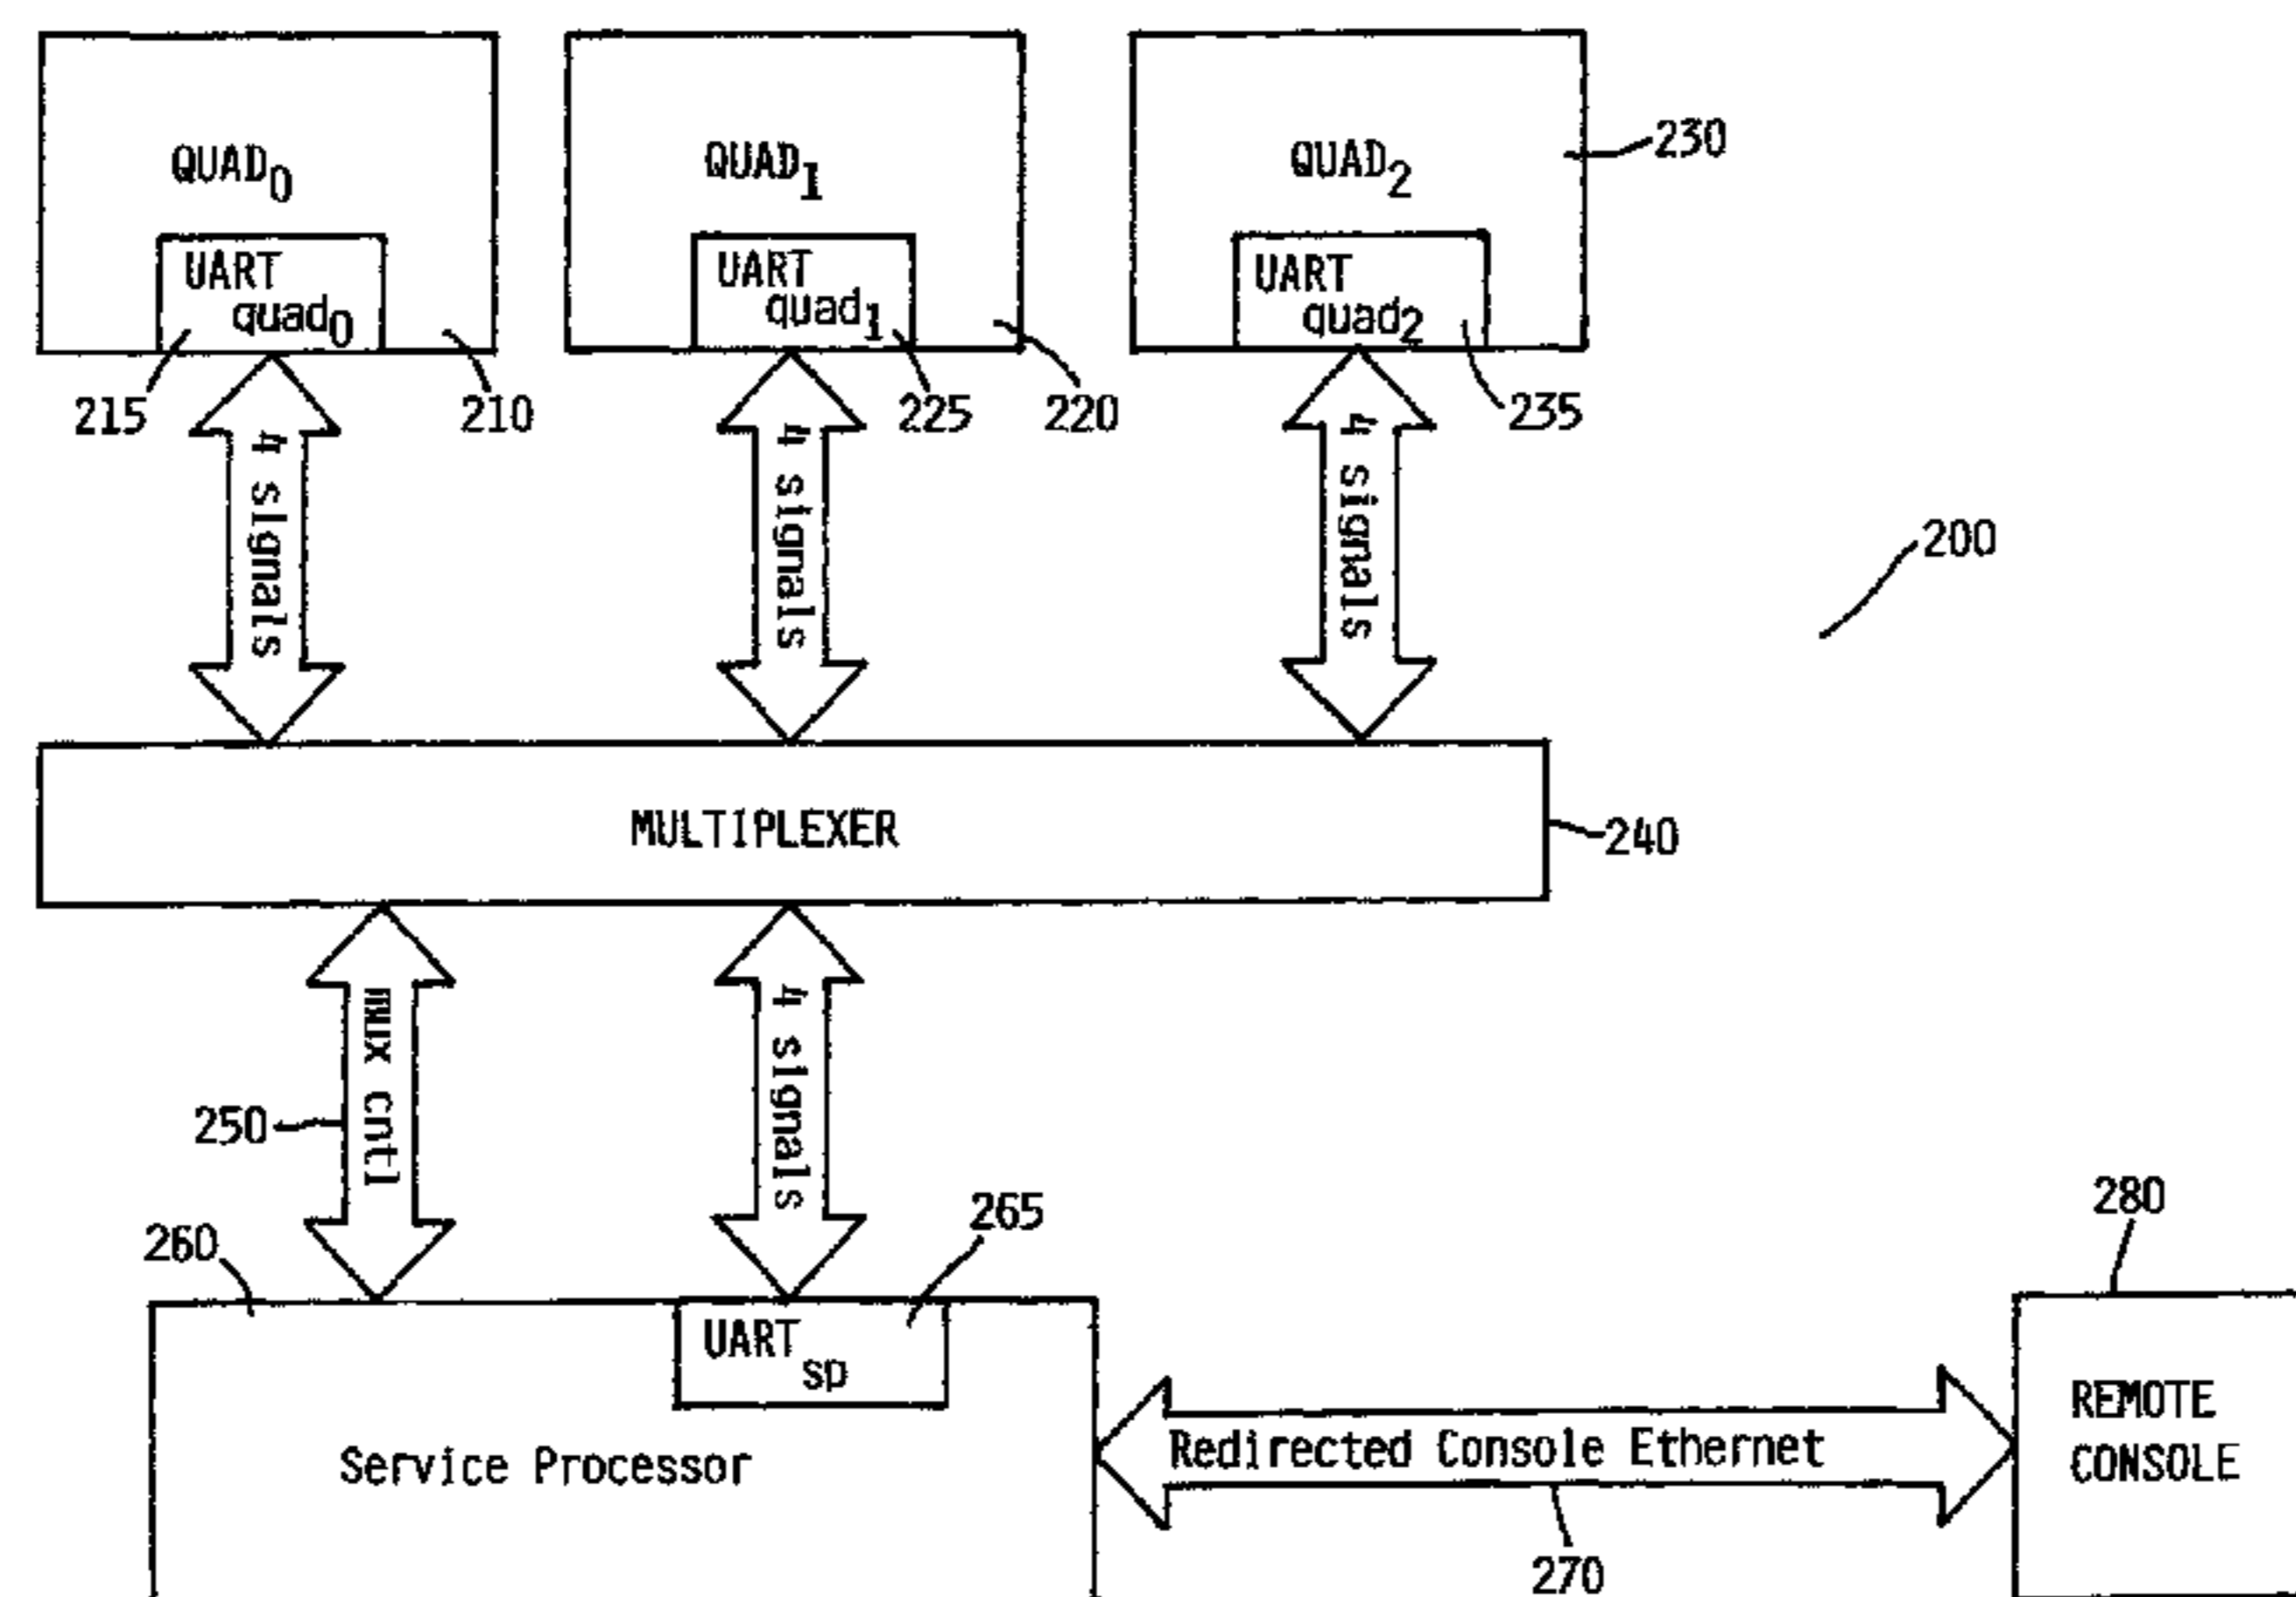 QUAD0
QUAD1
QUAD2
230
UART
quad0
UART
quad1
UART
quad2
215
210
225
220
235
4 signals
4 signals
4 signals
200
MULTIPLEXER
240
mux cntl
4 signals
250
260
265
280
UART
sp
Service Processor
Redirected Console Ethernet
REMOTE
CONSOLE
270